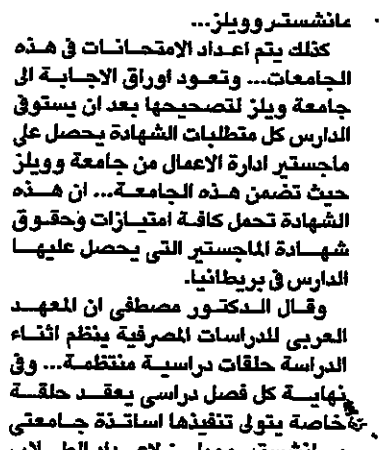 مانشستر وويلز...
كذلك يتم اعداد الامتحانات في هذه
الجامعات... وتعود اوراق الاجابة الى
جامعة ويلز لتصحيحها بعد ان يستوفي
الدارس كل متطلبات الشهادة يحصل على
ماجستير ادارة الاعمال من جامعة وويلز
حيث تضمن هذه الجامعة... ان هذه
الشهادة تحمل كافة امتيازات وحقوق
شهادة الماجستير التي يحصل عليها
الدارس في بريطانيا.
وقال الدكتور مصطفى ان المعهد
العربي للدراسات المصرفية ينظم اثناء
الدراسة حلقات دراسية منتظمة... وفي
نهاية كل فصل دراسي يعقد حلقة
خاصة يتولى تنفيذها اساتذة جامعتي